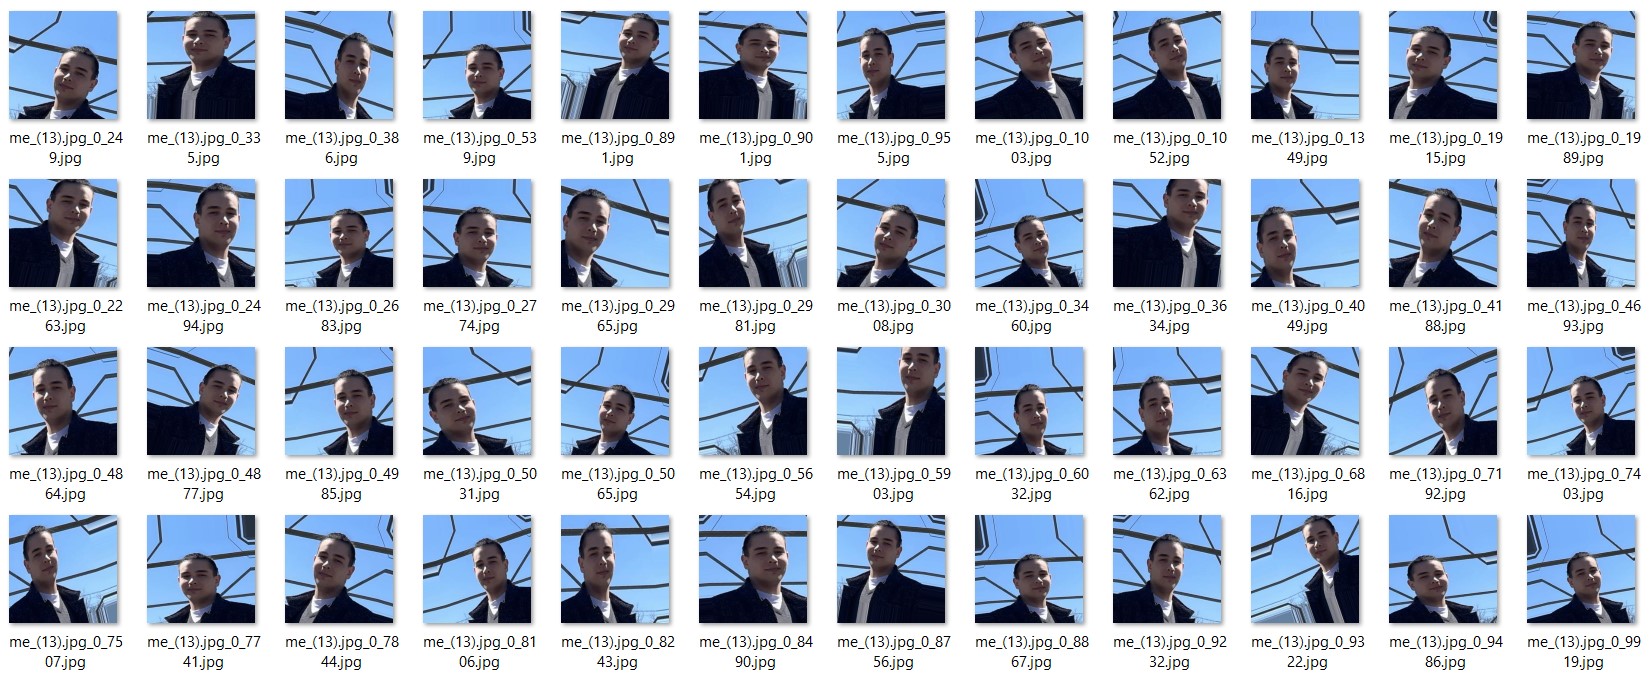 me_(13).jpg_0_24
9.jpg
me_(13).jpg_0_33
5.jpg
me_(13).jpg_0_38
6.jpg
me_(13).jpg_0_53
9.jpg
me_(13).jpg_0_89
1.jpg
me_(13).jpg_0_90
1.jpg
me_(13).jpg_0_95
5.jpg
me_(13).jpg_0_10
03.jpg
me_(13).jpg_0_10
52.jpg
me_(13).jpg_0_13
49.jpg
me_(13).jpg_0_19
15.jpg
me_(13).jpg_0_19
89.jpg
me_(13).jpg_0_22
63.jpg
me_(13).jpg_0_24
94.jpg
me_(13).jpg_0_26
83.jpg
me_(13).jpg_0_27
74.jpg
me_(13).jpg_0_29
65.jpg
me_(13).jpg_0_29
81.jpg
me_(13).jpg_0_30
08.jpg
me_(13).jpg_0_34
60.jpg
me_(13).jpg_0_36
34.jpg
me_(13).jpg_0_40
49.jpg
me_(13).jpg_0_41
88.jpg
me_(13).jpg_0_46
93.jpg
me_(13).jpg_0_48
64.jpg
me_(13).jpg_0_48
77.jpg
me_(13).jpg_0_49
85.jpg
me_(13).jpg_0_50
31.jpg
me_(13).jpg_0_50
65.jpg
me_(13).jpg_0_56
54.jpg
me_(13).jpg_0_59
03.jpg
me_(13).jpg_0_60
32.jpg
me_(13).jpg_0_63
62.jpg
me_(13).jpg_0_68
16.jpg
me_(13).jpg_0_71
92.jpg
me_(13).jpg_0_74
03.jpg
me_(13).jpg_0_75
07.jpg
me_(13).jpg_0_77
41.jpg
me_(13).jpg_0_78
44.jpg
me_(13).jpg_0_81
06.jpg
me_(13).jpg_0_82
43.jpg
me_(13).jpg_0_84
90.jpg
me_(13).jpg_0_87
56.jpg
me_(13).jpg_0_88
67.jpg
me_(13).jpg_0_92
32.jpg
me_(13).jpg_0_93
22.jpg
me_(13).jpg_0_94
86.jpg
me_(13).jpg_0_99
19.jpg